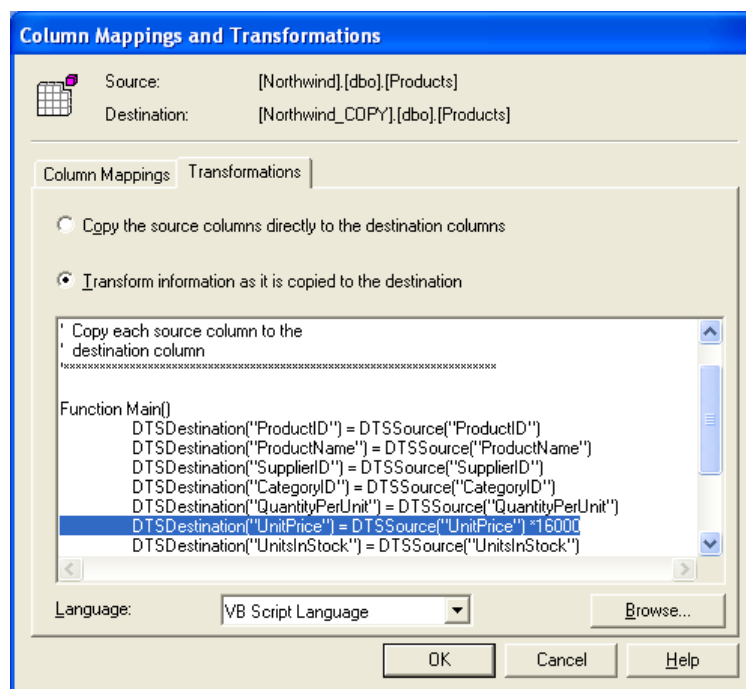 Column Mappings and Transformations
Source: [Northwind].[dbo].[Products]
Destination: [Northwind_COPY].[dbo].[Products]
Column Mappings Transformations
Copy the source columns directly to the destination columns
Transform information as it is copied to the destination
' Copy each source column to the
' destination column
'************************************************************************
Function Main()
DTSDestination("ProductID") = DTSSource("ProductID")
DTSDestination("ProductName") = DTSSource("ProductName")
DTSDestination("SupplierID") = DTSSource("SupplierID")
DTSDestination("CategoryID") = DTSSource("CategoryID")
DTSDestination("QuantityPerUnit") = DTSSource("QuantityPerUnit")
DTSDestination("UnitPrice") = DTSSource("UnitPrice") *16000
DTSDestination("UnitsInStock") = DTSSource("UnitsInStock")
Language: VB Script Language Browse...
OK Cancel Help